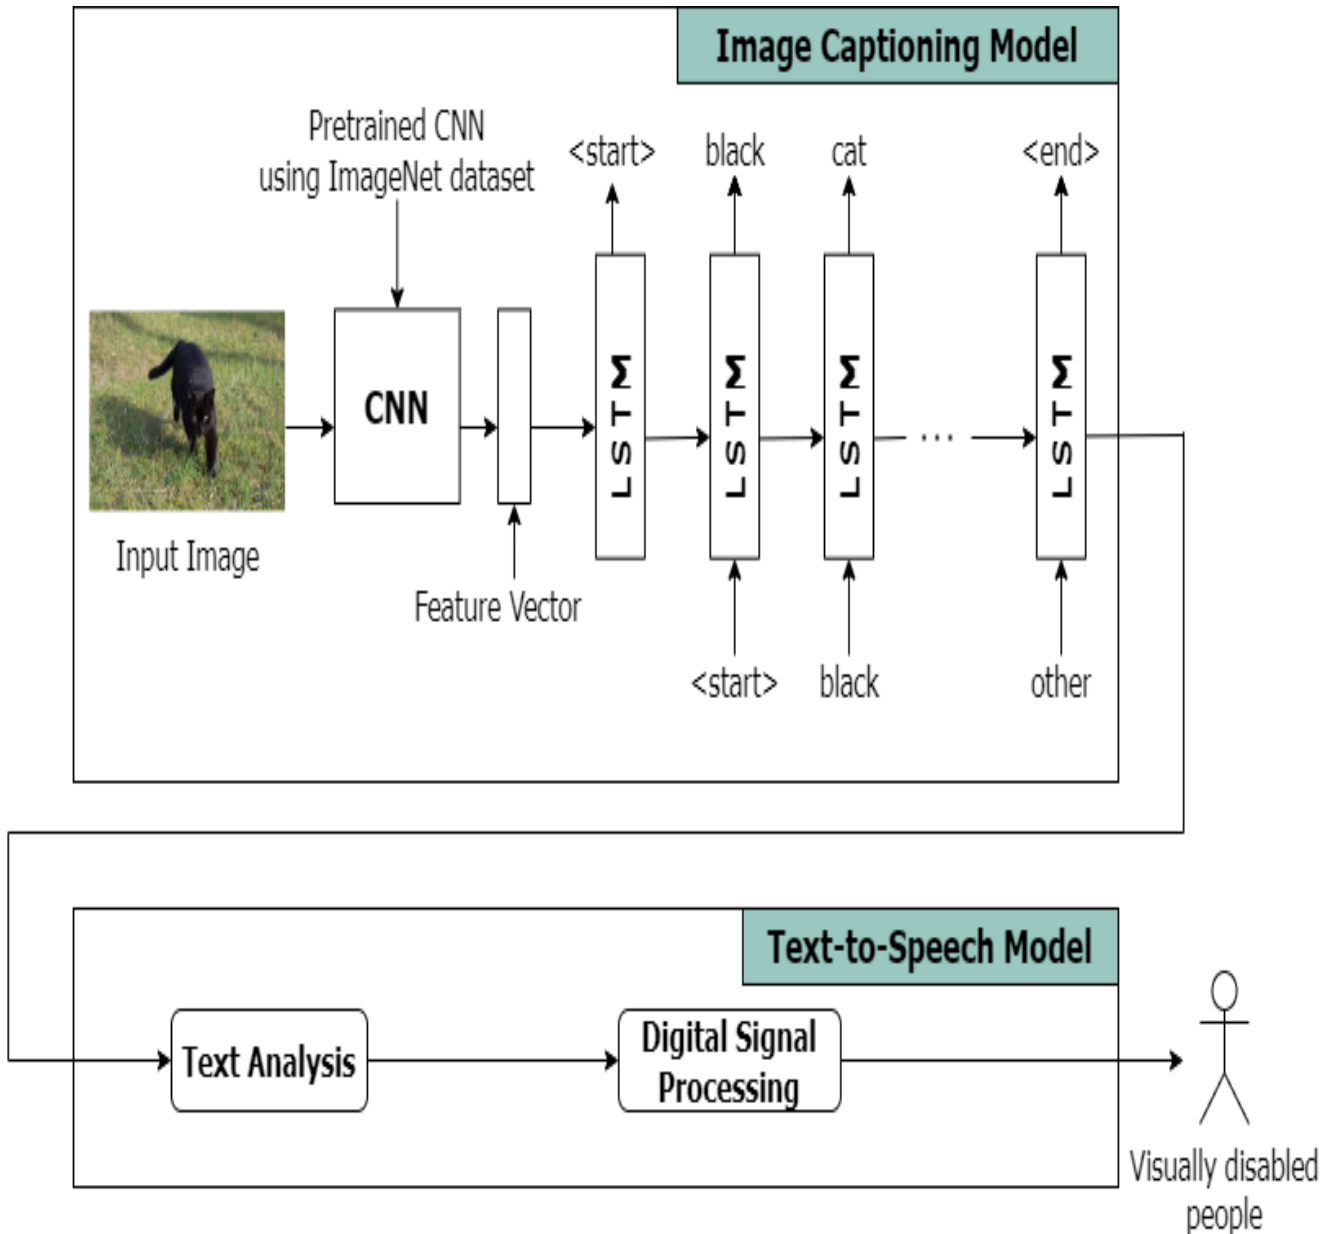 Image Captioning Model
Pretrained CNN
using ImageNet dataset
<start>
black
cat
<end>
CNN
LSTM
LSTM
LSTM
...
LSTM
Input Image
Feature Vector
<start>
black
other
Text-to-Speech Model
Text Analysis
Digital Signal
Processing
Visually disabled
people